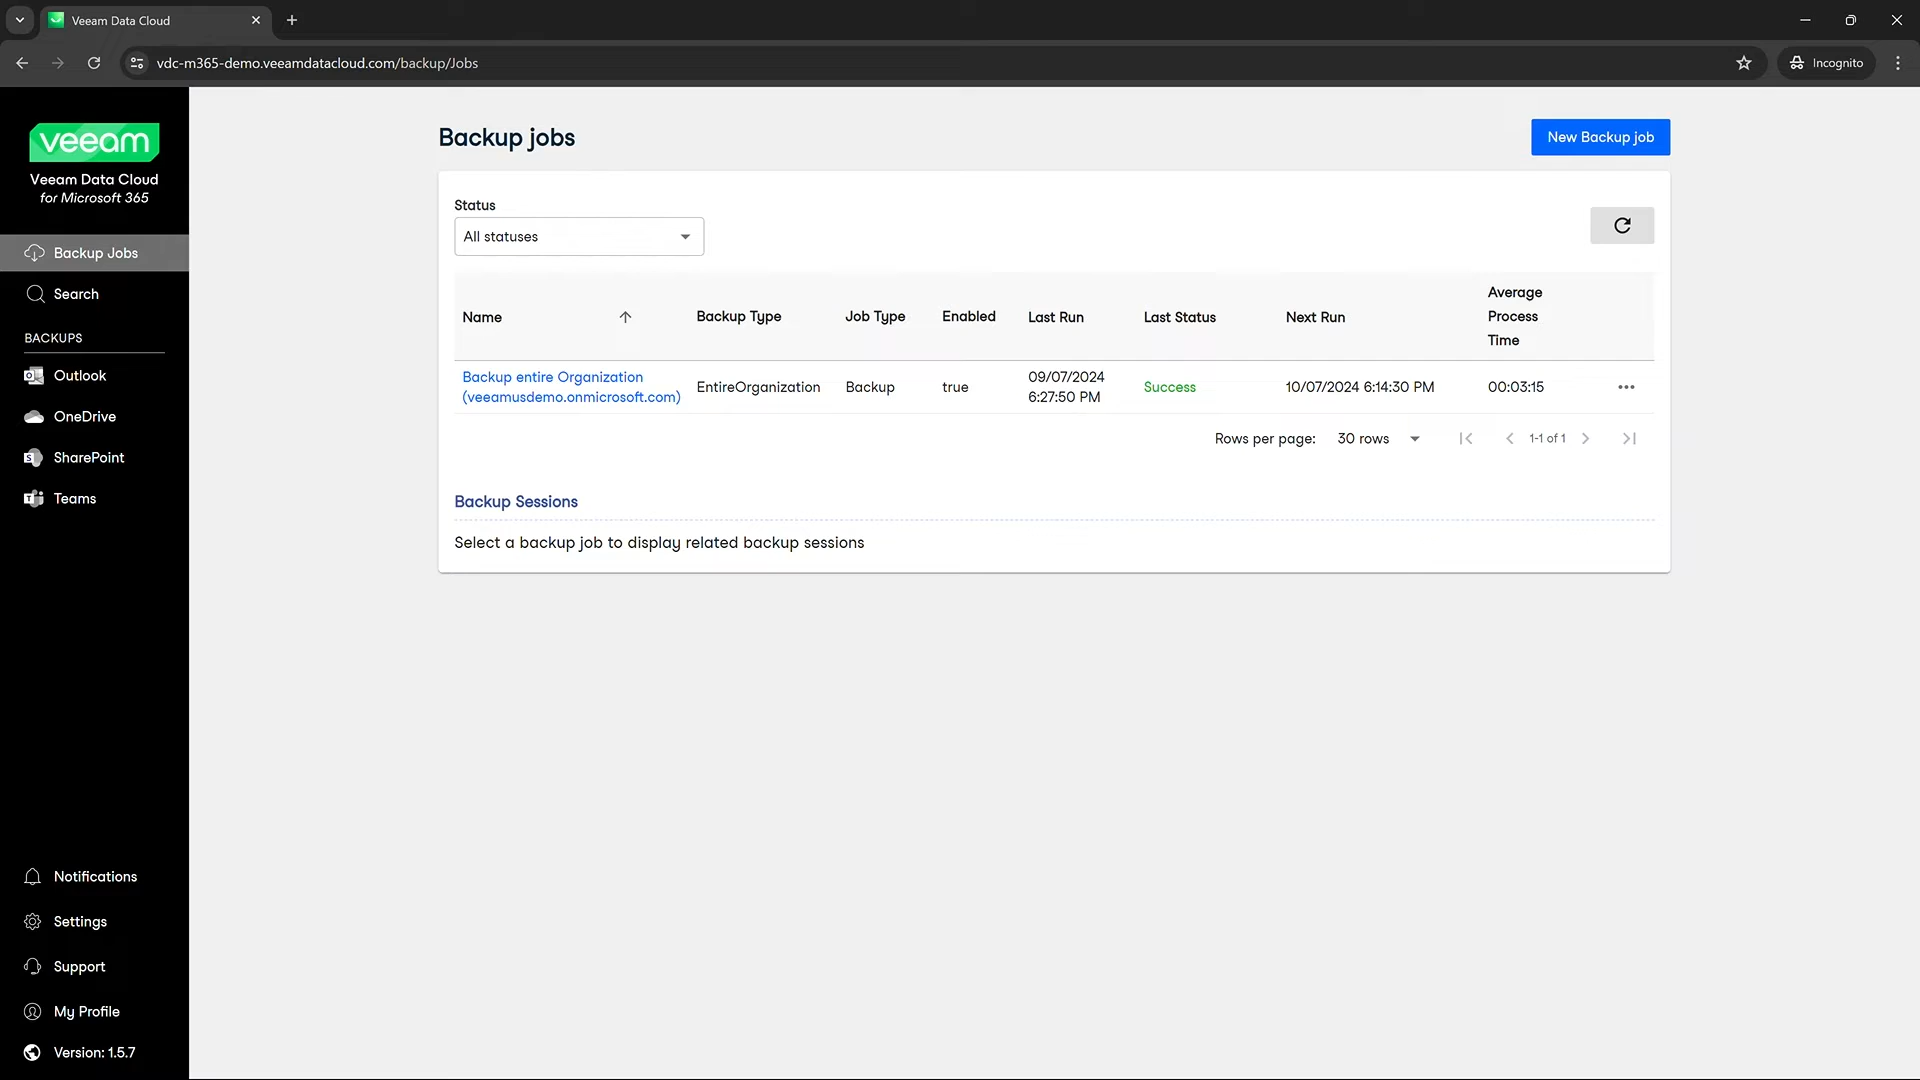 Veeam Data Cloud
vdc-m365-demo.veeamdatacloud.com/backup/Jobs
Incognito
veeam
Veeam Data Cloud
for Microsoft 365
Backup Jobs
Search
BACKUPS
Outlook
OneDrive
SharePoint
Teams
Notifications
Settings
Support
My Profile
Version: 1.5.7
Backup jobs
New Backup job
Status
All statuses
Name Backup Type Job Type Enabled Last Run Last Status Next Run Average
Process
Time
Backup entire Organization
(veeamusdemo.onmicrosoft.com)
EntireOrganization
Backup
true
09/07/2024
6:27:50 PM
Success
10/07/2024 6:14:30 PM
00:03:15
Rows per page: 30 rows 1-1 of 1
Backup Sessions
Select a backup job to display related backup sessions